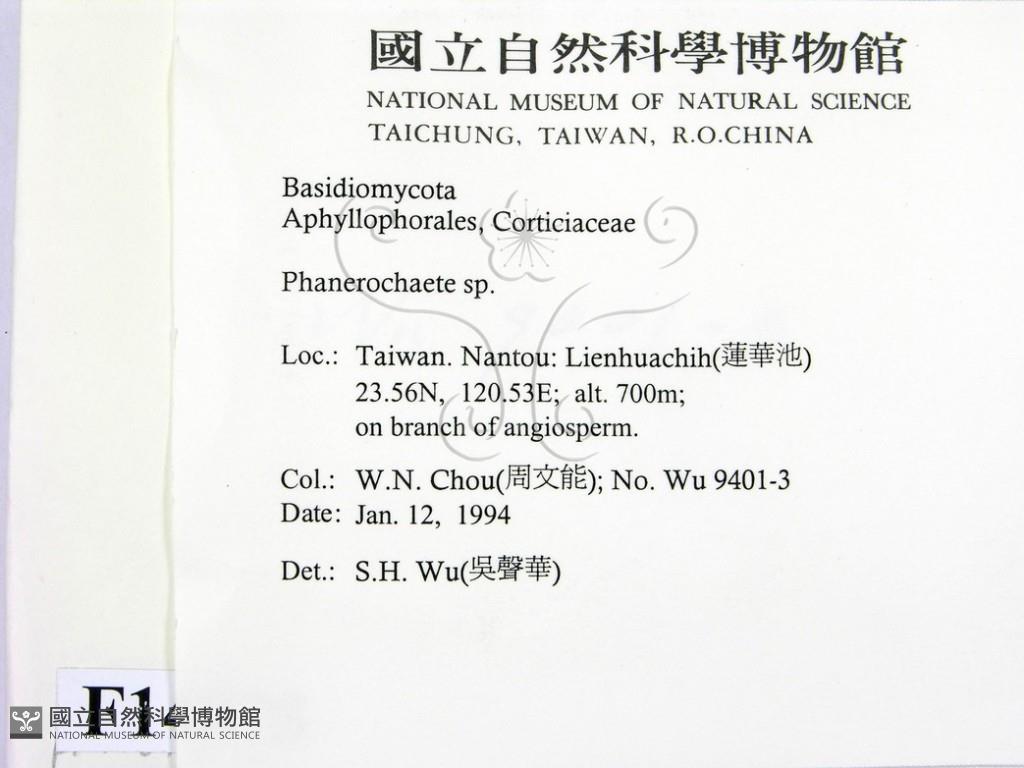 國立自然科學博物館
NATIONAL MUSEUM OF NATURAL SCIENCE
TAICHUNG, TAIWAN, R.O.CHINA
Basidiomycota
Aphyllophorales, Corticiaceae
Phanerochaete sp.
Loc.: Taiwan. Nantou: Lienhuachih(蓮華池)
23.56N, 120.53E; alt. 700m;
on branch of angiosperm.
Col.: W.N. Chou(周文能); No. Wu 9401-3
Date: Jan. 12, 1994
Det.: S.H. Wu(吳聲華)
F14
國立自然科學博物館
NATIONAL MUSEUM OF NATURAL SCIENCE